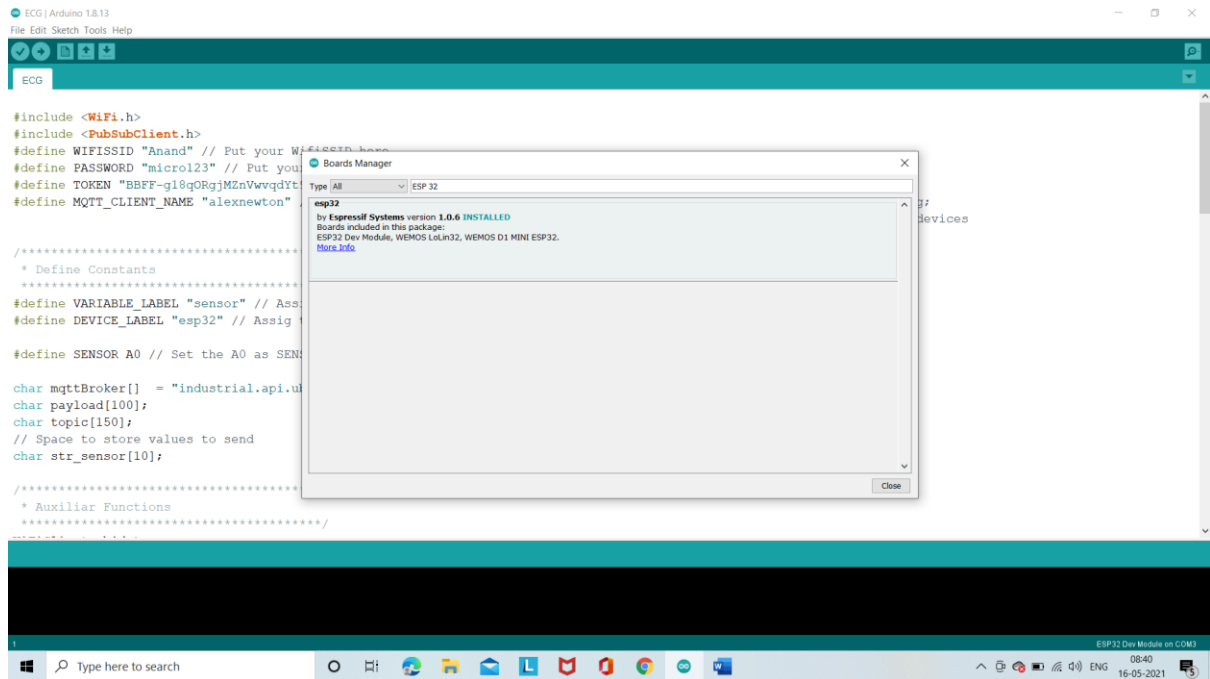 ECG | Arduino 1.8.13
File Edit Sketch Tools Help
ECG
#include <WiFi.h>
#include <PubSubClient.h>
#define WIFISSID "Anand" // Put your WifiSSID here
#define PASSWORD "micro123" // Put you
#define TOKEN "BBFF-g18qORgjMZnVwvqdYt
#define MQTT_CLIENT_NAME "alexnewton" /
g;
devices
/*************************************
* Define Constants
*************************************
#define VARIABLE_LABEL "sensor" // Ass
#define DEVICE_LABEL "esp32" // Assig
#define SENSOR A0 // Set the A0 as SEN
char mqttBroker[] = "industrial.api.u
char payload[100];
char topic[150];
// Space to store values to send
char str_sensor[10];
/*************************************
* Auxiliar Functions
****************************************/
Boards Manager
Type All ESP 32
esp32
by Espressif Systems version 1.0.6 INSTALLED
Boards included in this package:
ESP32 Dev Module, WEMOS LoLin32, WEMOS D1 MINI ESP32.
More Info
Close
1
ESP32 Dev Module on COM3
Type here to search
ENG
08:40
16-05-2021
5